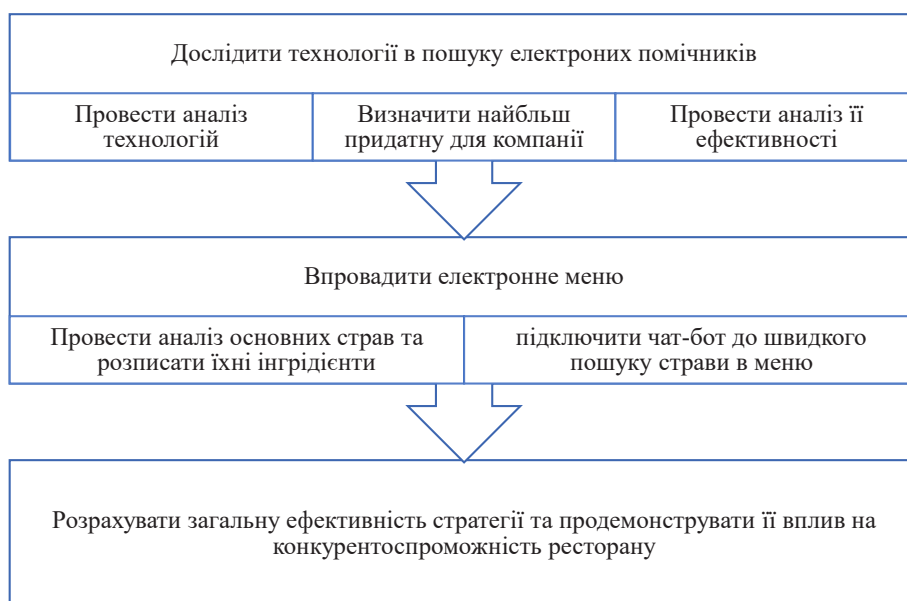 Дослідити технології в пошуку електроних помічників
Провести аналіз
технологій
Визначити найбльш
придатну для компанії
Провести аналіз її
ефективності
Впровадити електронне меню
Провести аналіз основних страв та
розписати їхні інгрідієнти
підключити чат-бот до швидкого
пошуку страви в меню
Розрахувати загальну ефективність стратегії та продемонструвати її вплив на
конкурентоспроможність ресторану